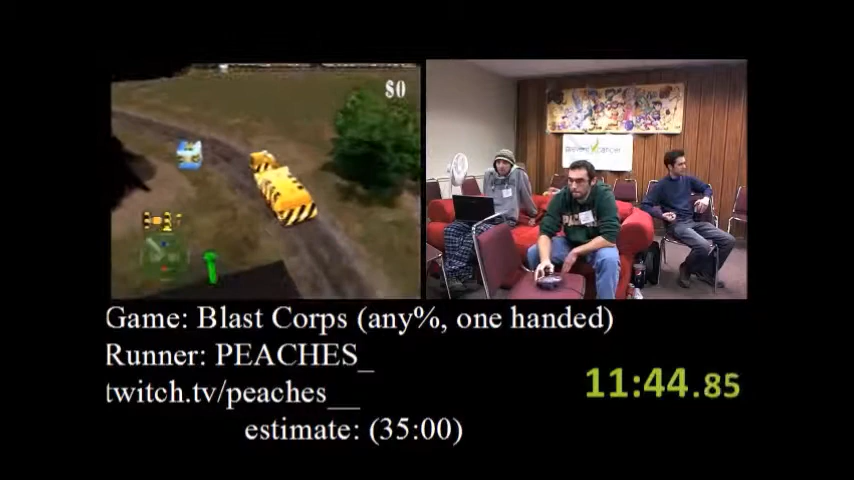 $0
Game: Blast Corps (any%, one handed)
Runner: PEACHES_
twitch.tv/peaches__
11:44.85
estimate: (35:00)